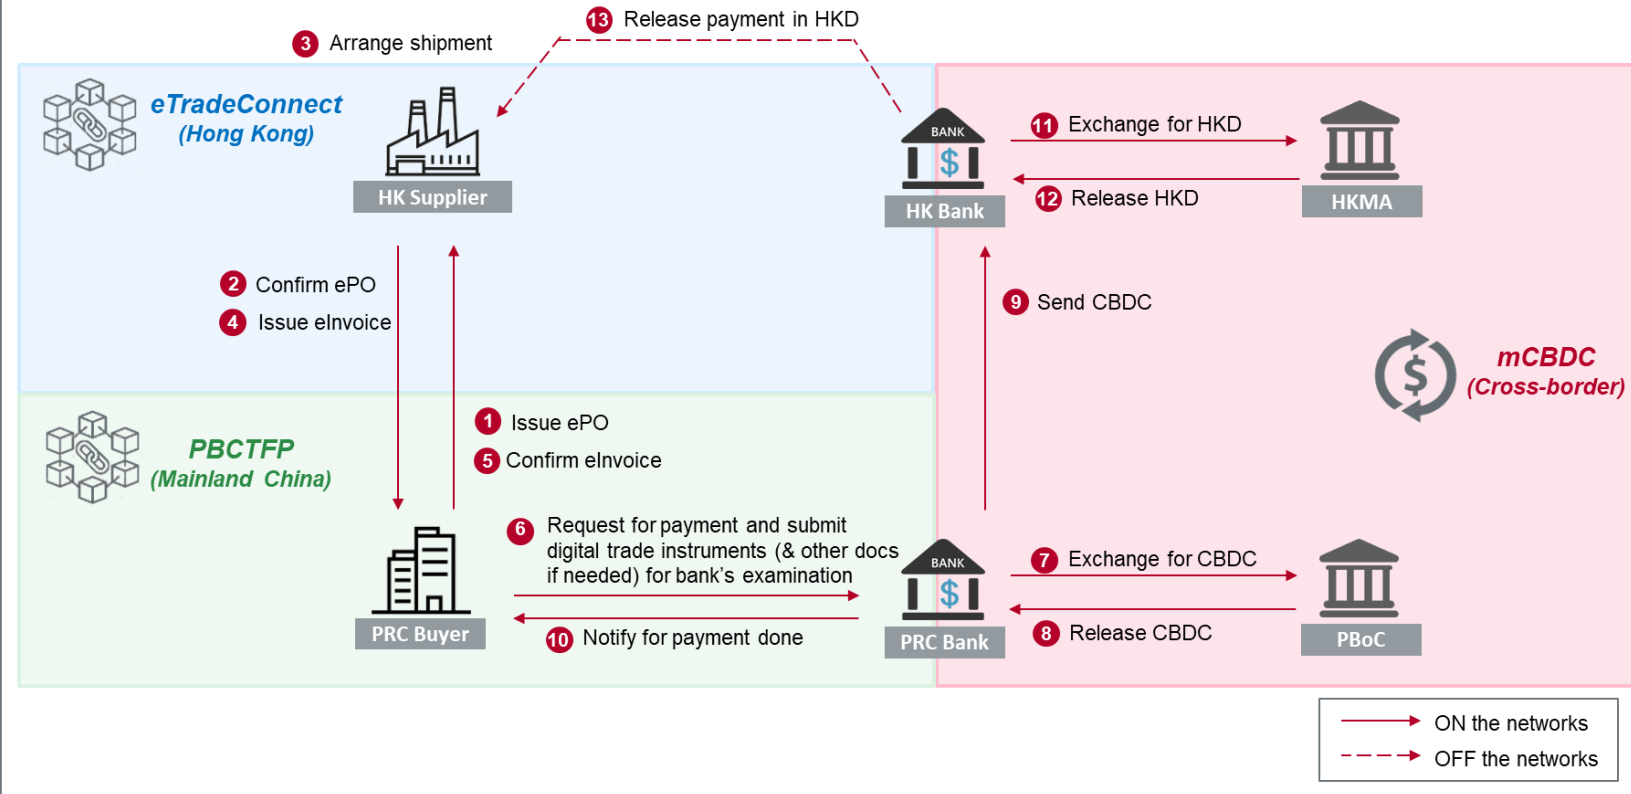 13 Release payment in HKD
3 Arrange shipment
eTradeConnect
(Hong Kong)
HK Supplier
BANK
$
HK Bank
11 Exchange for HKD
12 Release HKD
HKMA
2 Confirm ePO
4 Issue eInvoice
9 Send CBDC
$
mCBDC
(Cross-border)
PBCTFP
(Mainland China)
1 Issue ePO
5 Confirm eInvoice
6 Request for payment and submit
digital trade instruments (& other docs
if needed) for bank's examination
10 Notify for payment done
PRC Buyer
BANK
$
PRC Bank
7 Exchange for CBDC
8 Release CBDC
PBoC
ON the networks
OFF the networks